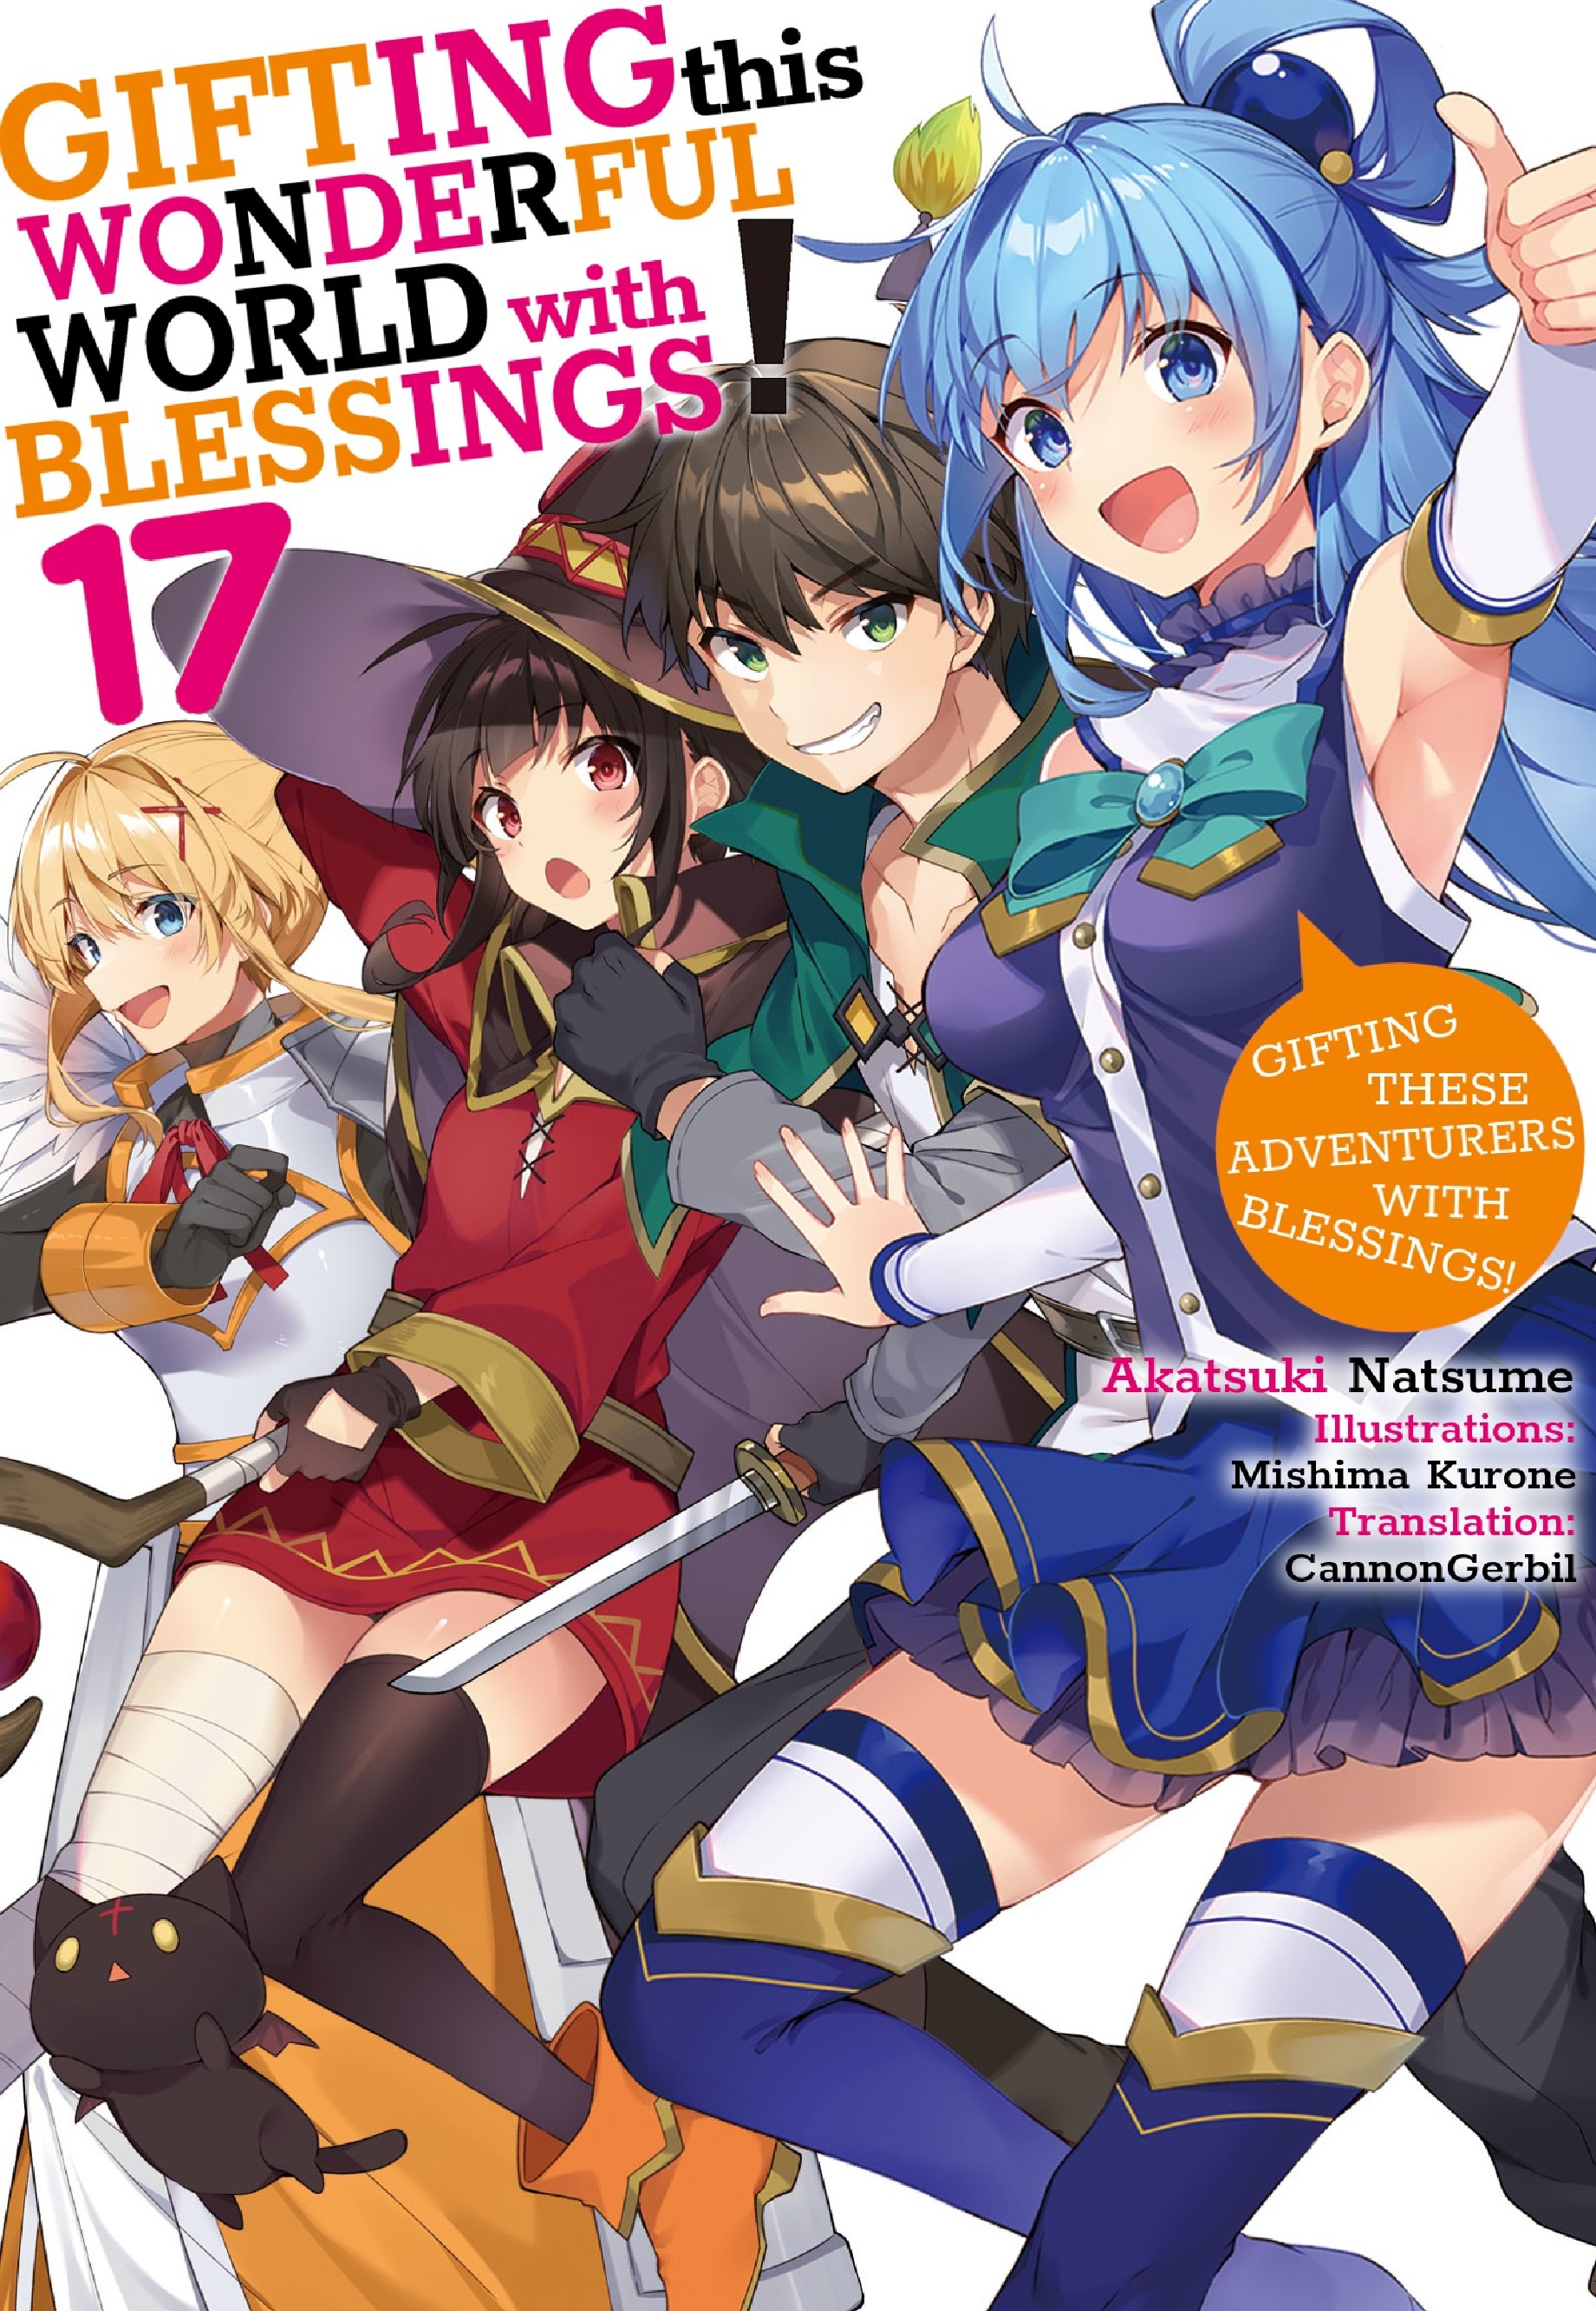 GIFTING this
WONDERFUL
WORLD with
BLESSINGS!
17
GIFTING
THESE
ADVENTURERS
WITH
BLESSINGS!
Akatsuki Natsume
Illustrations:
Mishima Kurone
Translation:
CannonGerbil